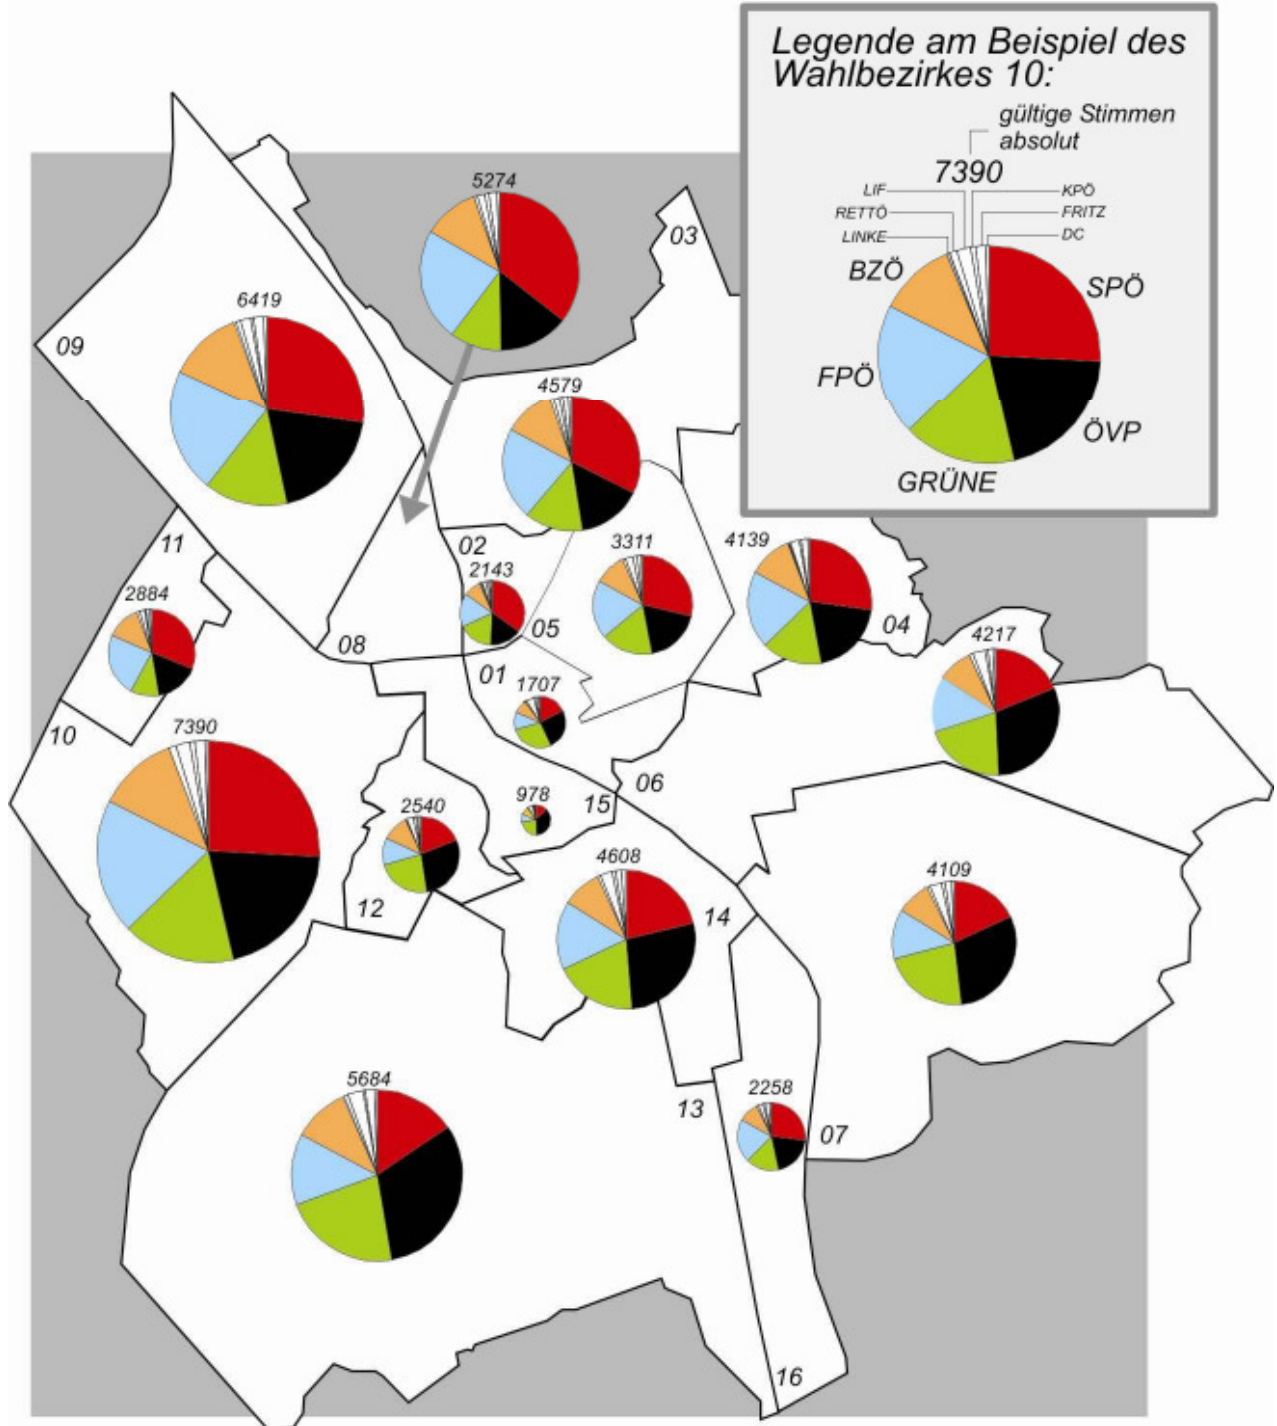 Legende am Beispiel des
Wahlbezirkes 10:
gültige Stimmen
absolut
7390
LIF
KPÖ
RETTÖ
FRITZ
LINKE
DC
BZÖ
SPÖ
FPÖ
ÖVP
GRÜNE
5274
03
6419
09
4579
11
02
3311
4139
2143
2884
05
04
08
4217
01
1707
7390
10
06
978
15
2540
4608
4109
12
14
5684
2258
13
07
16